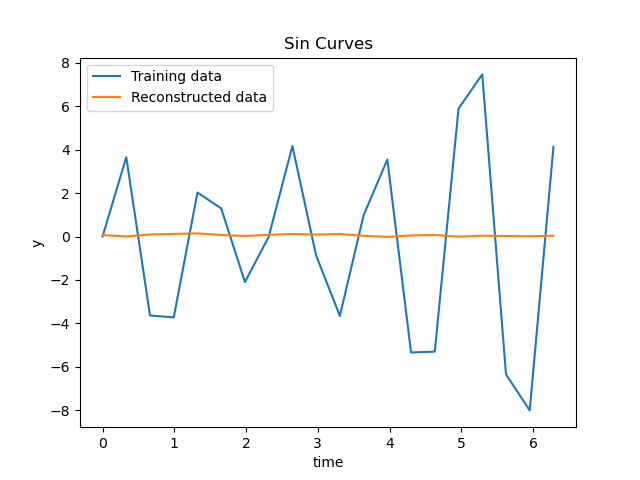 Sin Curves
Training data
Reconstructed data
8
6
4
2
0
−2
−4
−6
−8
y
0 1 2 3 4 5 6
time